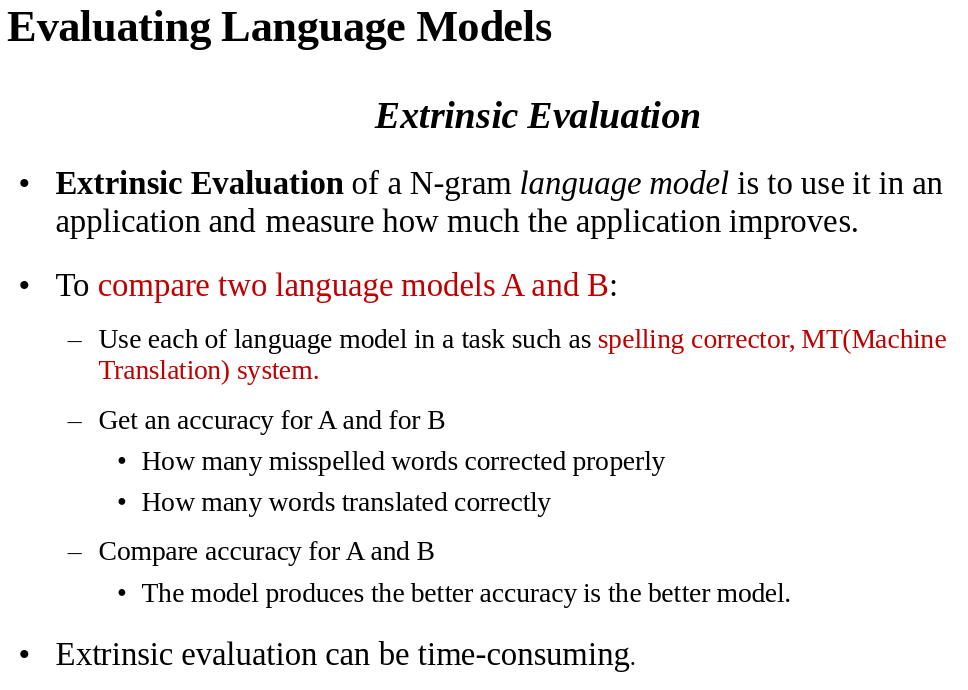 Evaluating Language Models
Extrinsic Evaluation
• Extrinsic Evaluation of a N-gram language model is to use it in an
application and measure how much the application improves.
• To compare two language models A and B:
– Use each of language model in a task such as spelling corrector, MT(Machine
Translation) system.
– Get an accuracy for A and for B
• How many misspelled words corrected properly
• How many words translated correctly
– Compare accuracy for A and B
• The model produces the better accuracy is the better model.
• Extrinsic evaluation can be time-consuming.